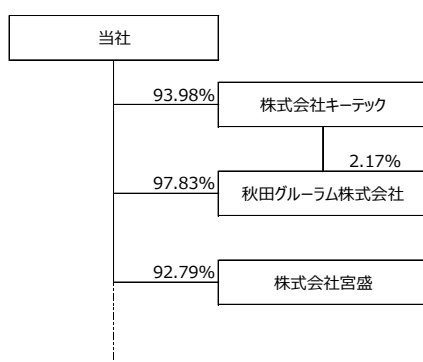 当社
93.98%
株式会社キーテック
2.17%
97.83%
秋田グルーラム株式会社
92.79%
株式会社宮盛